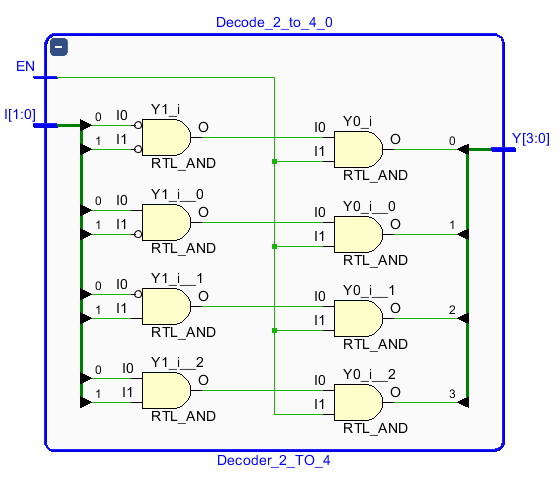 Decode_2_to_4_0
EN
I[1:0]
Y[3:0]
Y1_i
0 I0
1 I1
O
RTL_AND
Y0_i
I0
I1
O
0
RTL_AND
Y1_i__0
0 I0
1 I1
O
RTL_AND
Y0_i__0
I0
I1
O
1
RTL_AND
Y1_i__1
0 I0
1 I1
O
RTL_AND
Y0_i__1
I0
I1
O
2
RTL_AND
Y1_i__2
0 I0
1 I1
O
RTL_AND
Y0_i__2
I0
I1
O
3
RTL_AND
Decoder_2_TO_4